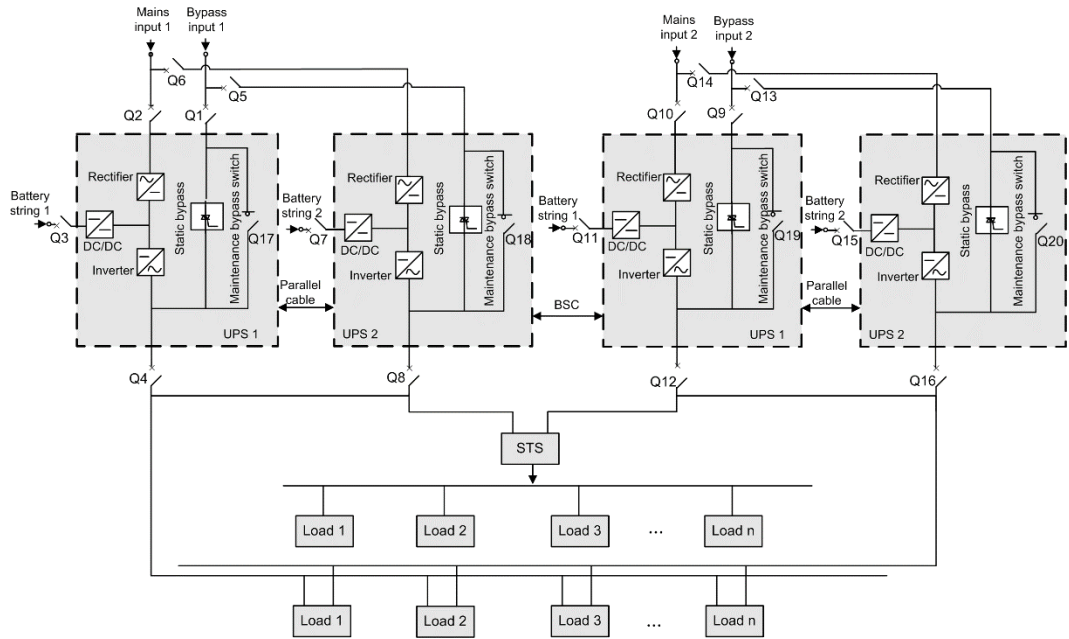 Mains
input 1
Bypass
input 1
Mains
input 2
Bypass
input 2
Q6
Q5
Q14
Q13
Q2
Q1
Q10
Q9
Rectifier
Static bypass
Maintenance bypass switch
Battery
string 1
Q3
DC/DC
Q17
Inverter
UPS 1
Rectifier
Static bypass
Maintenance bypass switch
Battery
string 2
Q7
DC/DC
Q18
Inverter
UPS 2
Rectifier
Static bypass
Maintenance bypass switch
Battery
string 1
Q11
DC/DC
Q19
Inverter
UPS 1
Rectifier
Static bypass
Maintenance bypass switch
Battery
string 2
Q15
DC/DC
Q20
Inverter
UPS 2
Parallel
cable
BSC
Parallel
cable
Q4
Q8
Q12
Q16
STS
Load 1
Load 2
Load 3
...
Load n
Load 1
Load 2
Load 3
...
Load n